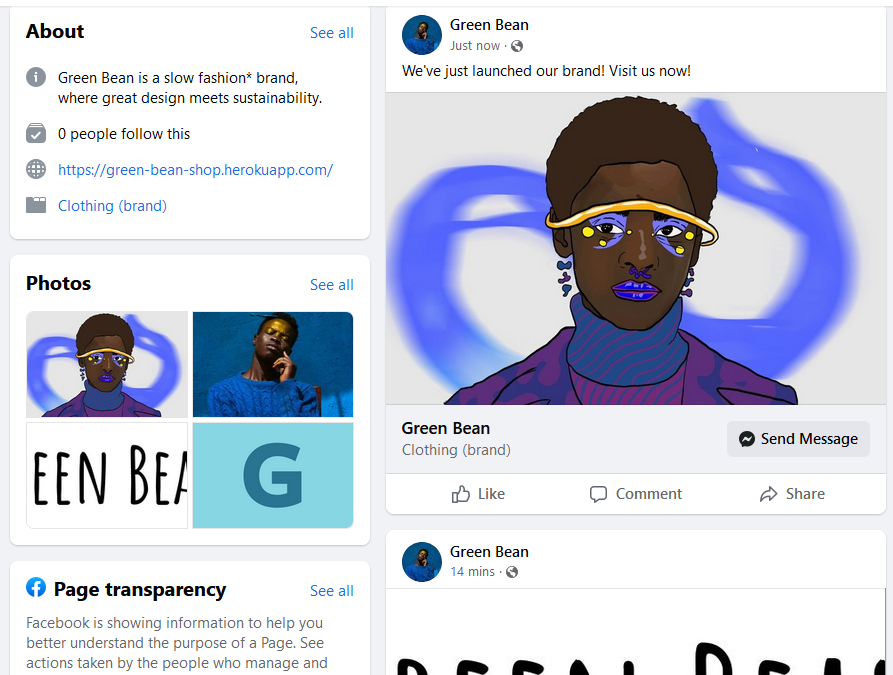 About
See all
Green Bean is a slow fashion* brand,
where great design meets sustainability.
0 people follow this
https://green-bean-shop.herokuapp.com/
Clothing (brand)
Photos
See all
EEN BEA
G
Page transparency
See all
Facebook is showing information to help you
better understand the purpose of a Page. See
actions taken by the people who manage and
Green Bean
Just now ·
We've just launched our brand! Visit us now!
Green Bean
Clothing (brand)
Send Message
Like
Comment
Share
Green Bean
14 mins ·
REEN BEA